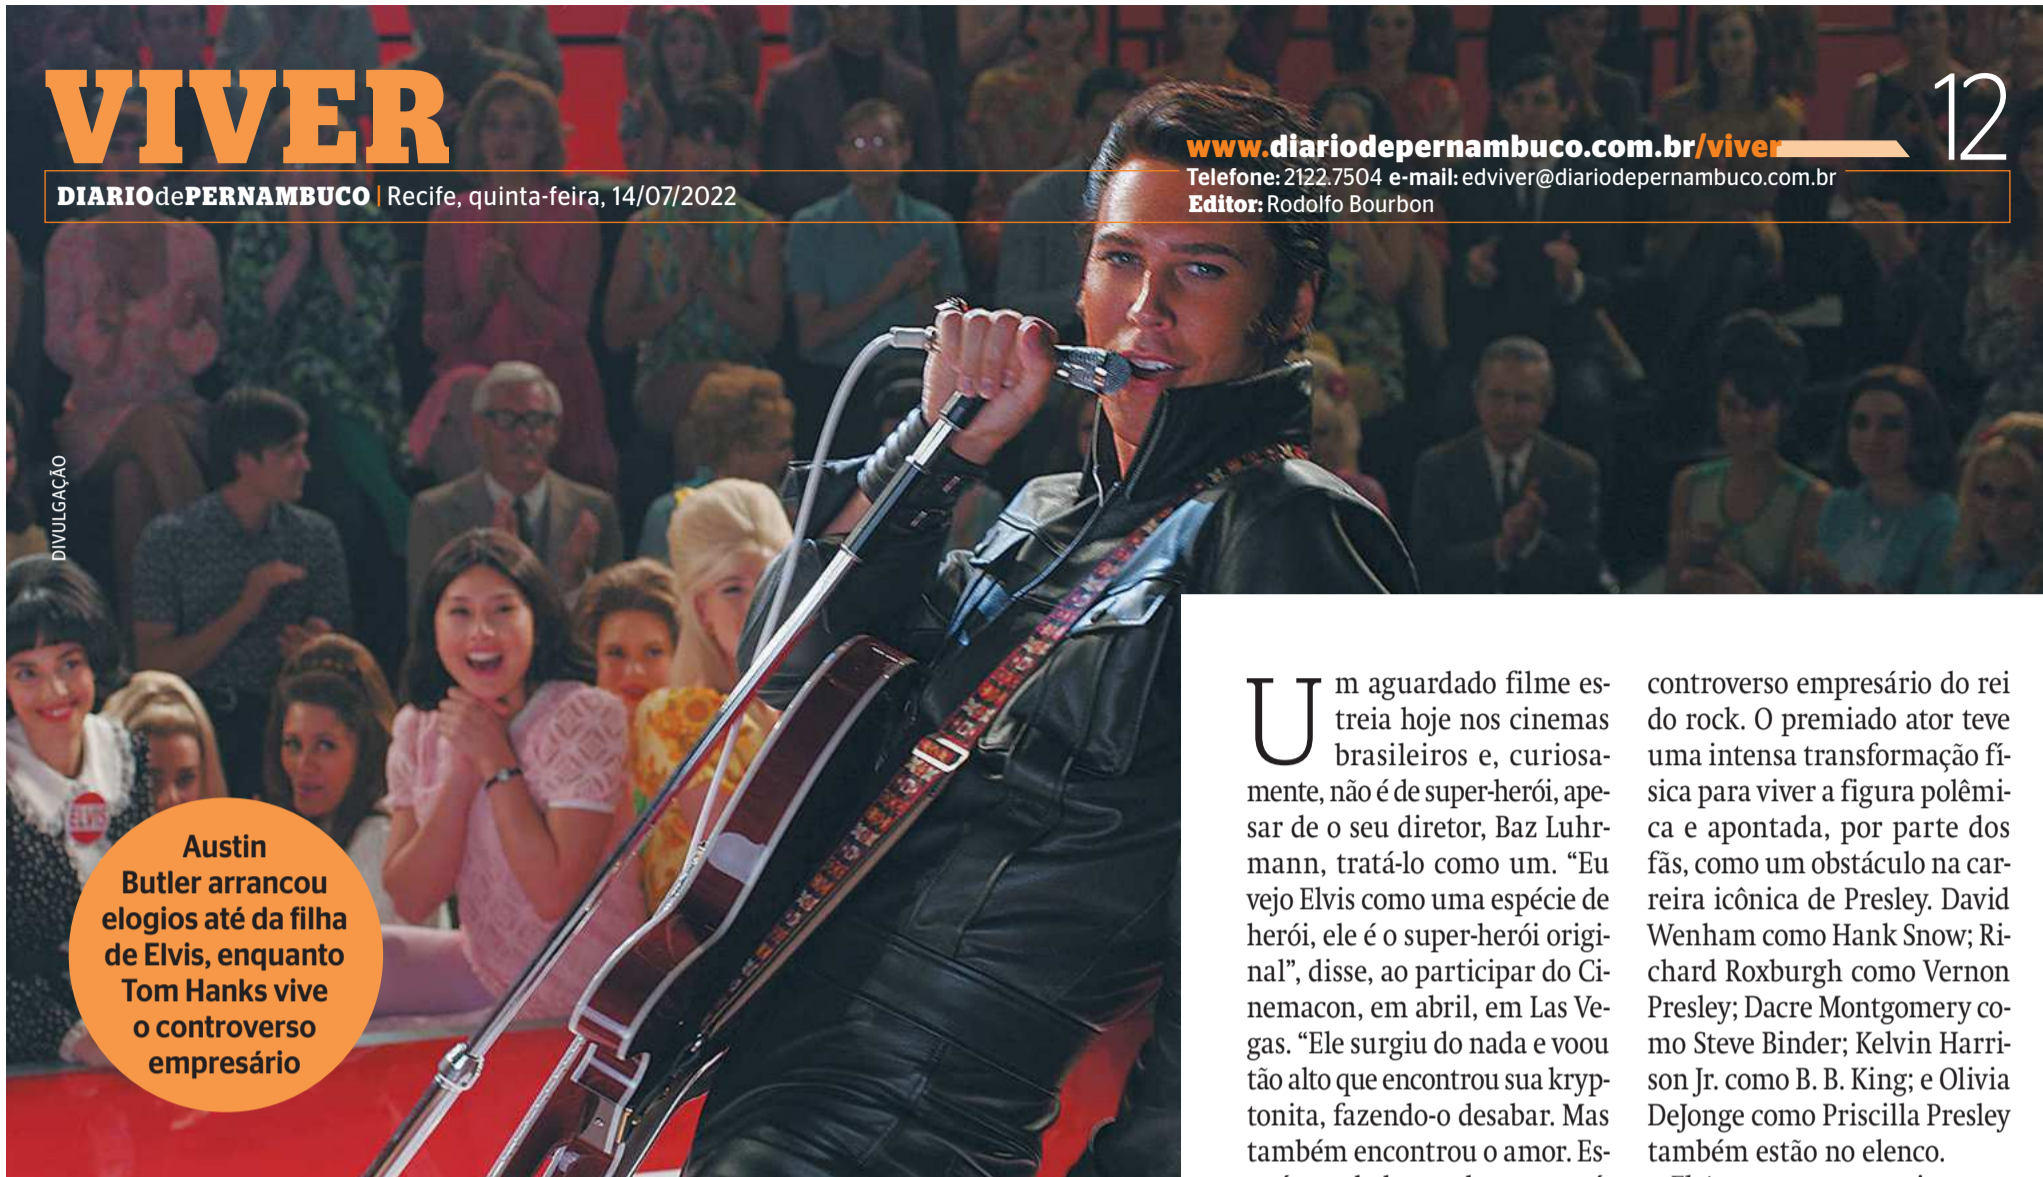 VIVER
12
www.diariodepernambuco.com.br/viver
DIARIOdePERNAMBUCO | Recife, quinta-feira, 14/07/2022
Telefone: 2122.7504 e-mail: edviver@diariodepernambuco.com.br
Editor: Rodolfo Bourbon
DIVULGAÇÃO
ELVIS
Austin
Butler arrancou
elogios até da filha
de Elvis, enquanto
Tom Hanks vive
o controverso
empresário
Um aguardado filme es-
treia hoje nos cinemas
brasileiros e, curiosa-
mente, não é de super-herói, ape-
sar de o seu diretor, Baz Luhr-
mann, tratá-lo como um. “Eu
vejo Elvis como uma espécie de
herói, ele é o super-herói origi-
nal”, disse, ao participar do Ci-
nemacon, em abril, em Las Ve-
gas. “Ele surgiu do nada e voou
tão alto que encontrou sua kryp-
tonita, fazendo-o desabar. Mas
também encontrou o amor. Es-
controverso empresário do rei
do rock. O premiado ator teve
uma intensa transformação fí-
sica para viver a figura polêmi-
ca e apontada, por parte dos
fãs, como um obstáculo na car-
reira icônica de Presley. David
Wenham como Hank Snow; Ri-
chard Roxburgh como Vernon
Presley; Dacre Montgomery co-
mo Steve Binder; Kelvin Harri-
son Jr. como B. B. King; e Olivia
DeJonge como Priscilla Presley
também estão no elenco.